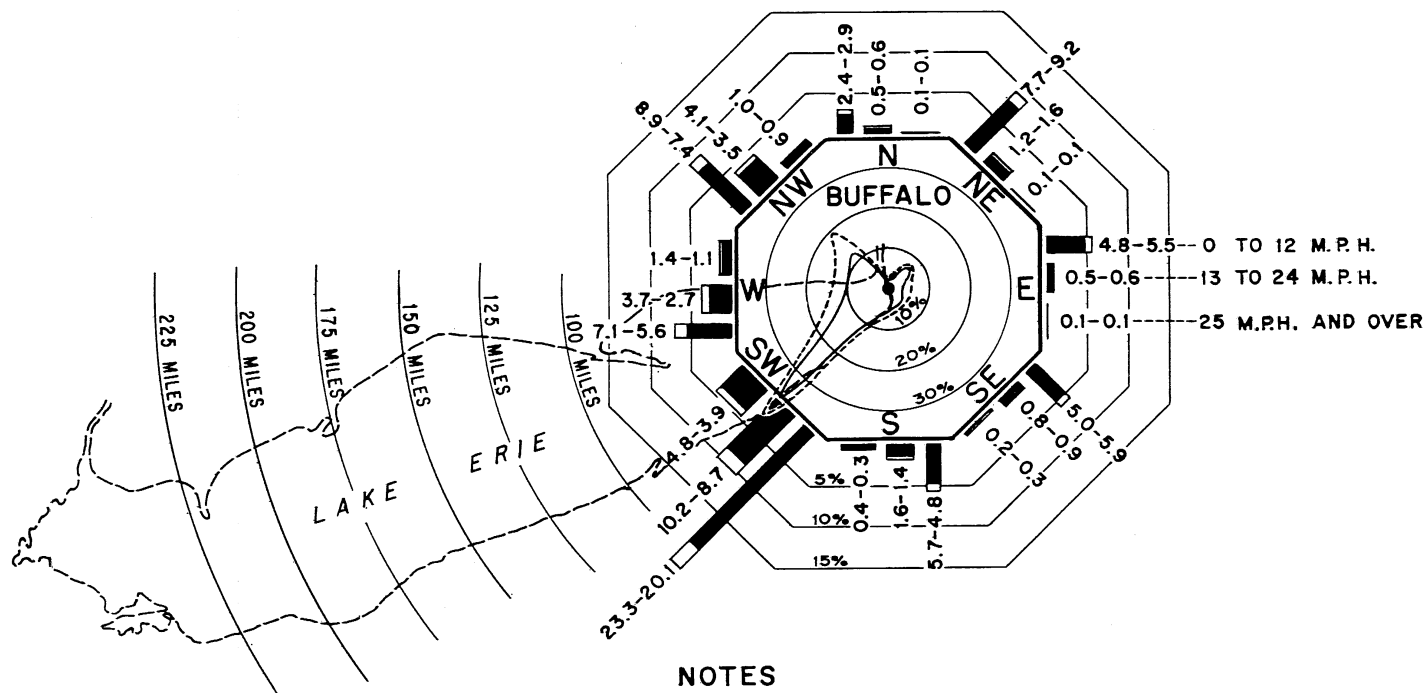 2.4-2.9
0.5-0.6
0.1-0.1
7.7-9.2
1.2-1.6
0.1-0.1
1.0-0.9
4.1-3.5
8.9-7.4
N
NW
NE
BUFFALO
4.8-5.5---0 TO 12 M.P.H.
0.5-0.6-----13 TO 24 M.P.H.
0.1-0.1------25 M.P.H. AND OVER
E
W
1.4-1.1
3.7-2.7
7.1-5.6
10%
20%
30%
225 MILES
200 MILES
175 MILES
150 MILES
125 MILES
100 MILES
SW
SE
S
4.8-3.9
10.2-8.7
23.3-20.1
0.4-0.3
1.6-1.4
5.7-4.8
0.2-0.3
0.8-0.9
5.0-5.9
5%
10%
15%
LAKE ERIE
NOTES